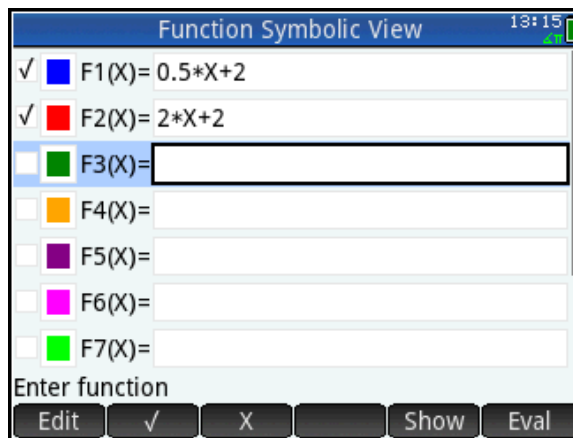 Function Symbolic View 13:15
∠π
√ F1(X)= 0.5*X+2
√ F2(X)= 2*X+2
F3(X)=
F4(X)=
F5(X)=
F6(X)=
F7(X)=
Enter function
Edit √ X Show Eval